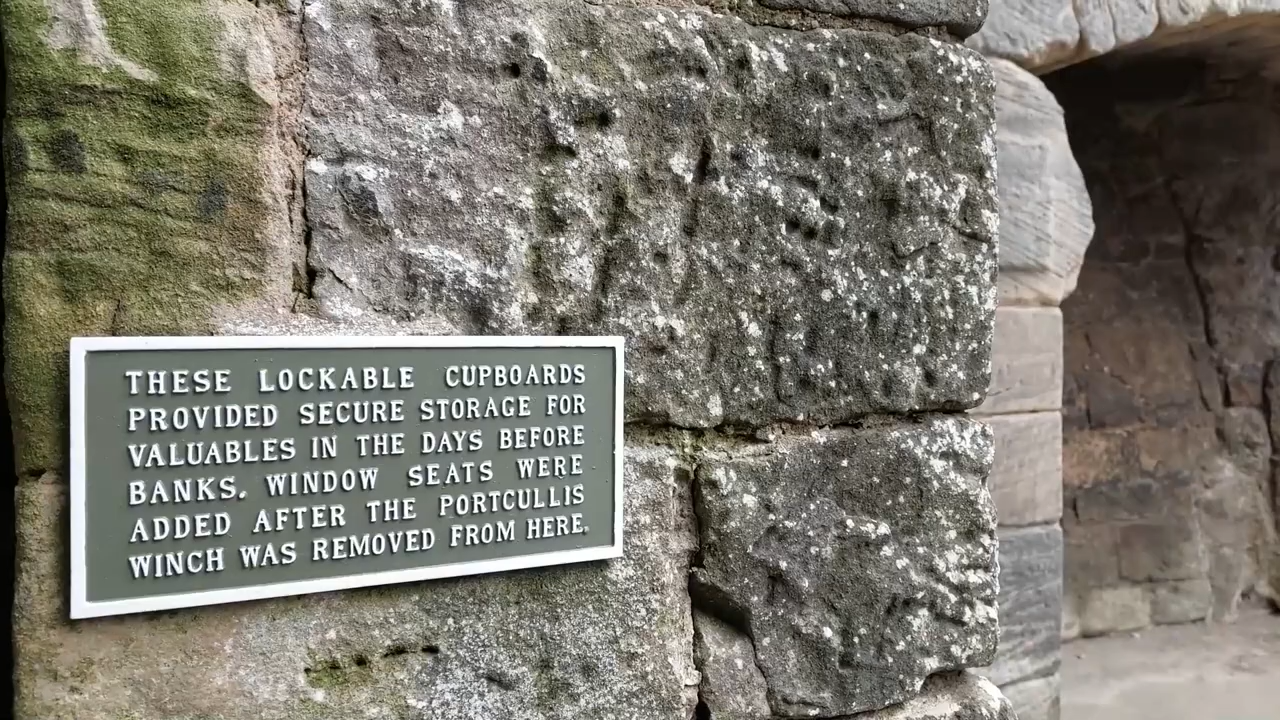 THESE LOCKABLE CUPBOARDS
PROVIDED SECURE STORAGE FOR
VALUABLES IN THE DAYS BEFORE
BANKS. WINDOW SEATS WERE
ADDED AFTER THE PORTCULLIS
WINCH WAS REMOVED FROM HERE.